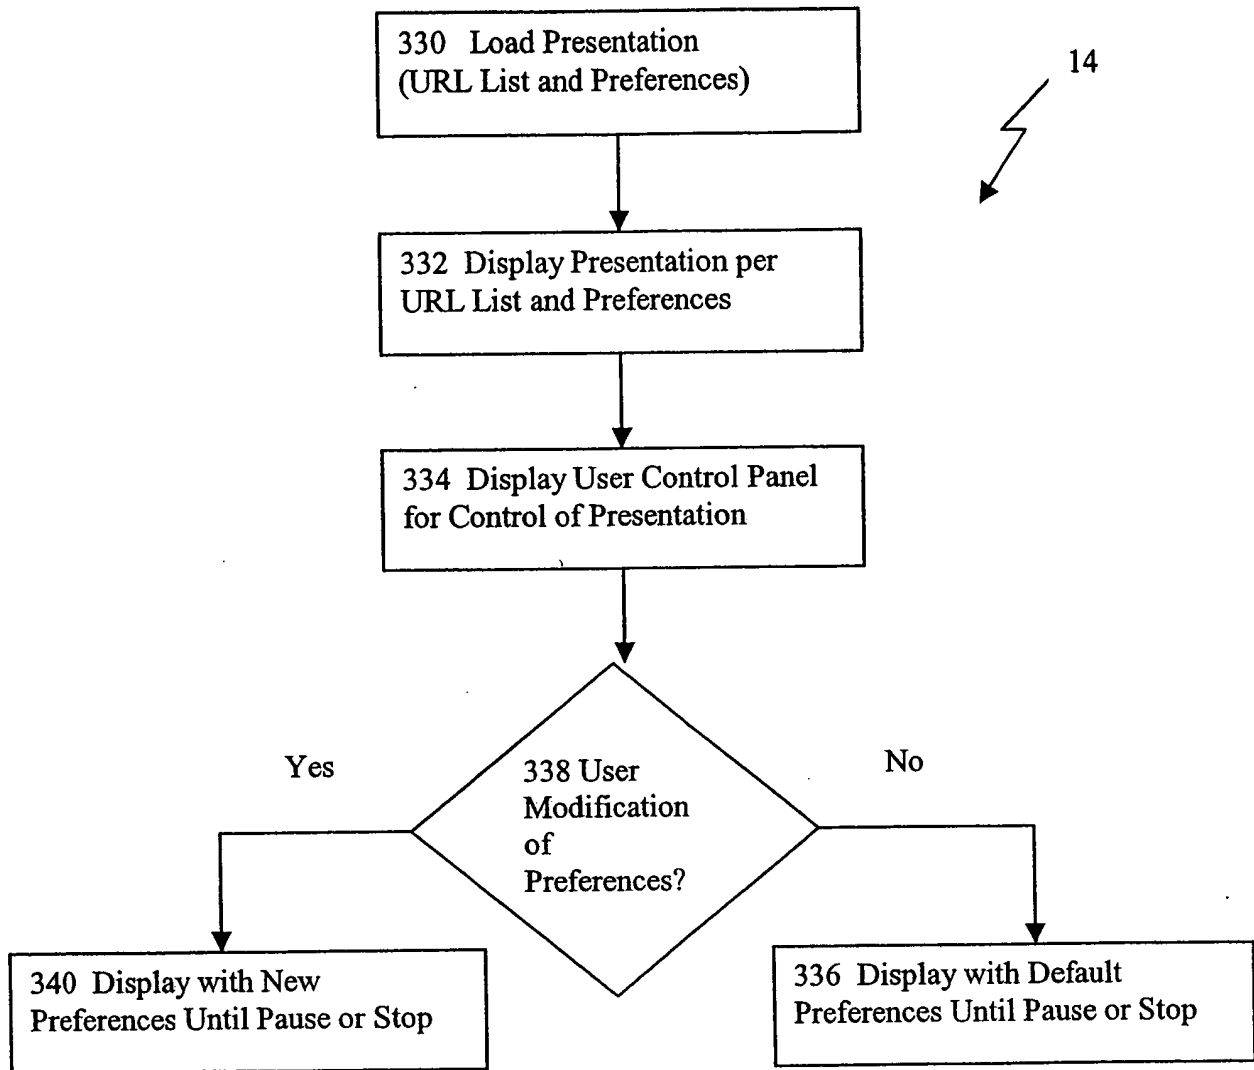 330 Load Presentation
(URL List and Preferences)
14
332 Display Presentation per
URL List and Preferences
334 Display User Control Panel
for Control of Presentation
Yes
No
338 User
Modification
of
Preferences?
340 Display with New
Preferences Until Pause or Stop
336 Display with Default
Preferences Until Pause or Stop